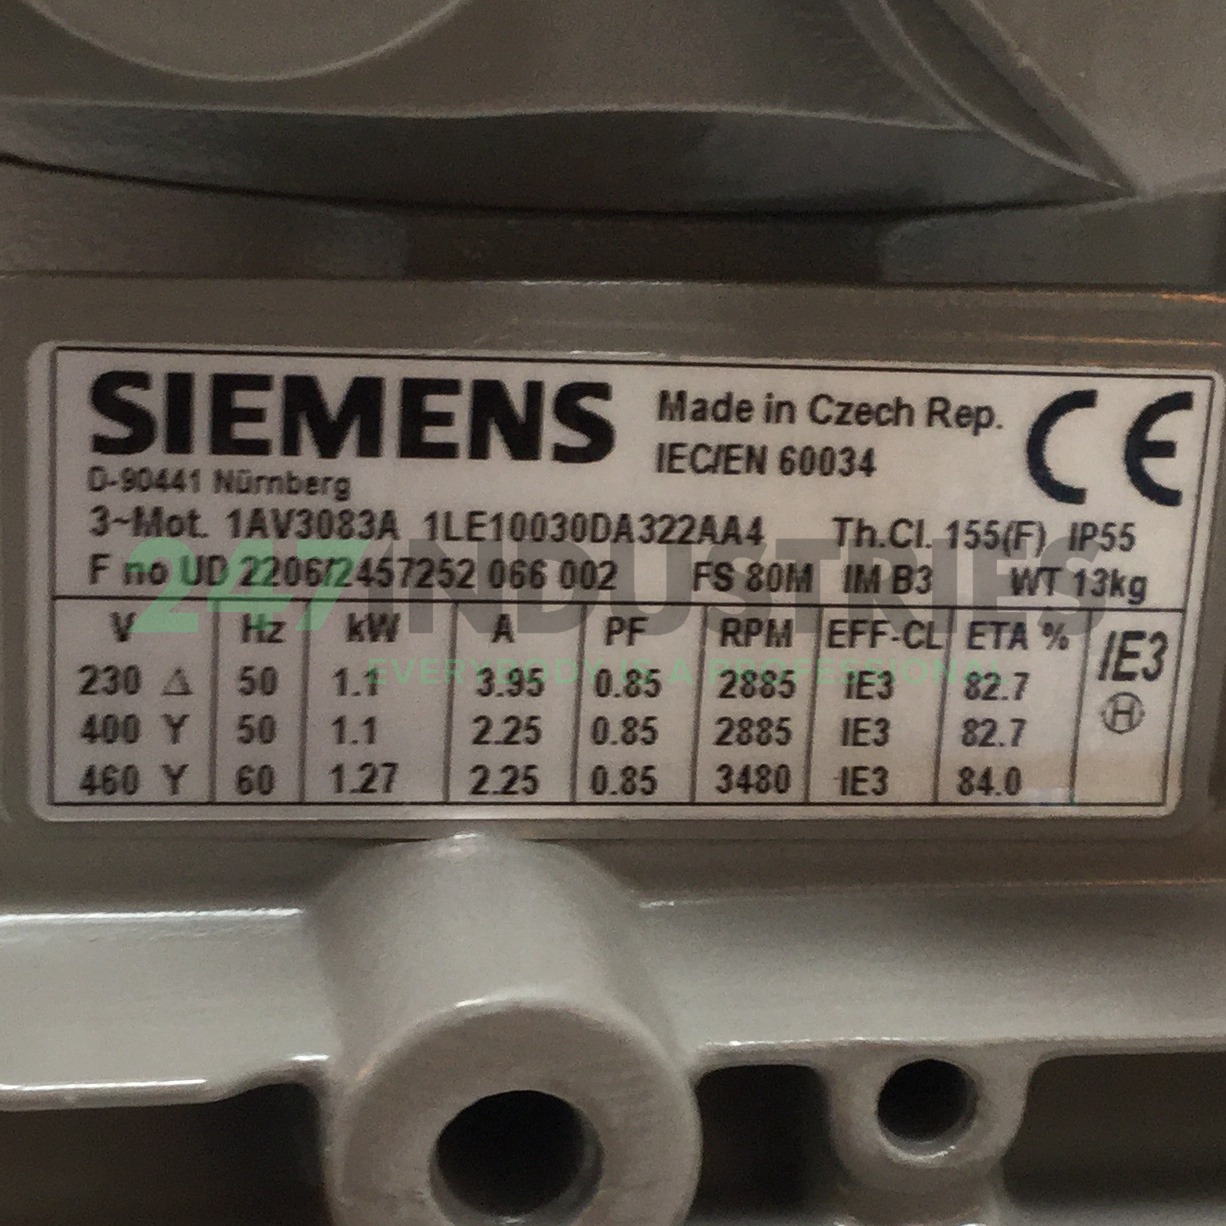 SIEMENS
Made in Czech Rep.
IEC/EN 60034
CE
D-90441 Nürnberg
3~Mot. 1AV3083A 1LE10030DA322AA4 Th.Cl. 155(F) IP55
F no UD 2206/2457252 066 002 FS 80M IM B3 WT 13kg
V Hz kW A PF RPM EFF-CL ETA % IE3
230 Δ 50 1.1 3.95 0.85 2885 IE3 82.7
H
400 Y 50 1.1 2.25 0.85 2885 IE3 82.7
460 Y 60 1.27 2.25 0.85 3480 IE3 84.0
247INDUSTRIES
EVERYBODY IS A PROFESSIONAL